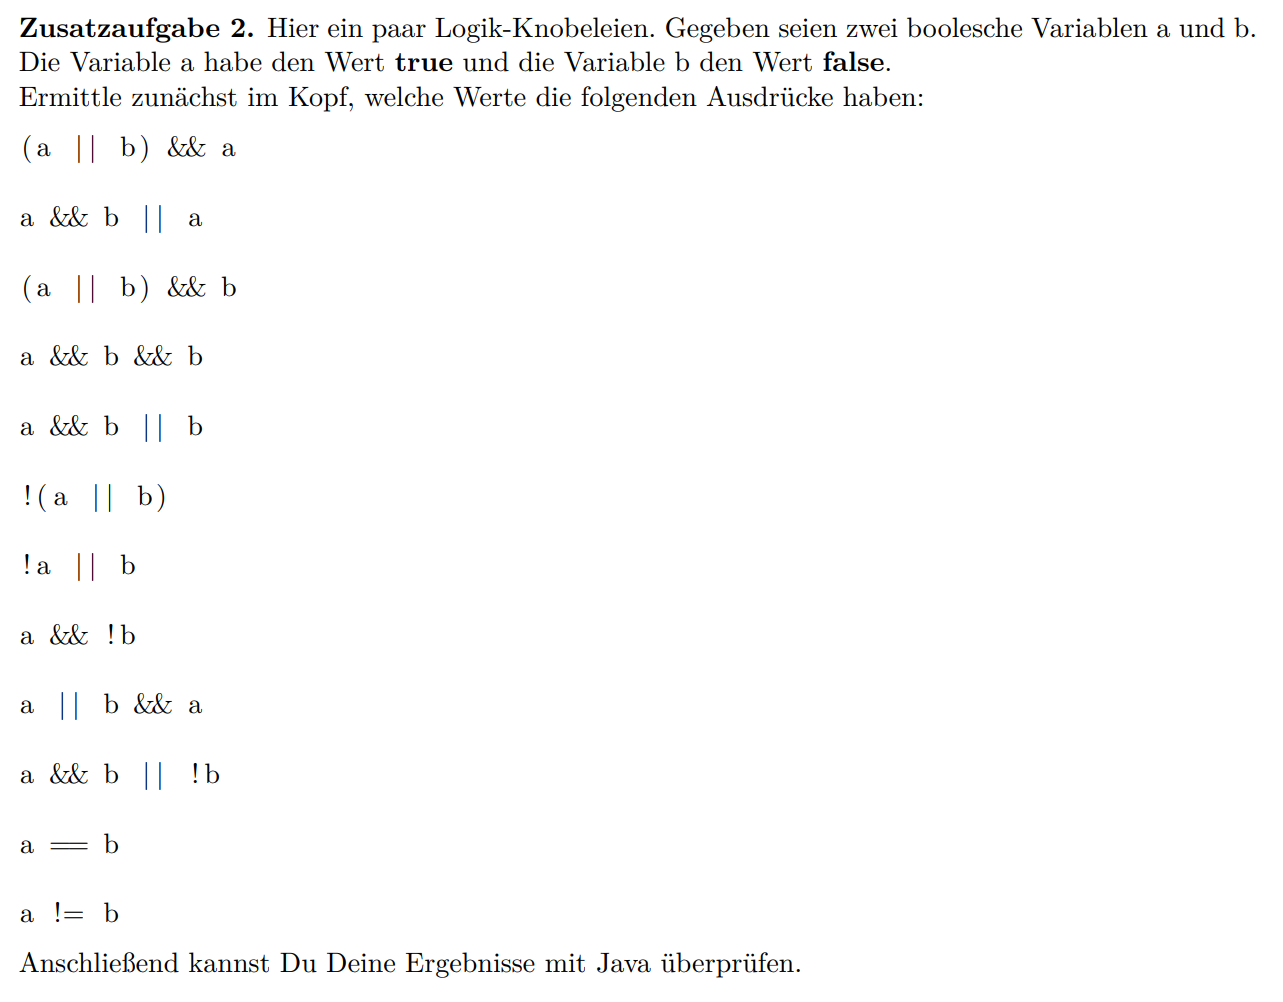 Zusatzaufgabe 2. Hier ein paar Logik-Knobeleien. Gegeben seien zwei boolesche Variablen a und b.
Die Variable a habe den Wert true und die Variable b den Wert false.
Ermittle zunächst im Kopf, welche Werte die folgenden Ausdrücke haben:
(a || b) && a
a && b || a
(a || b) && b
a && b && b
a && b || b
!(a || b)
!a || b
a && !b
a || b && a
a && b || !b
a == b
a != b
Anschließend kannst Du Deine Ergebnisse mit Java überprüfen.